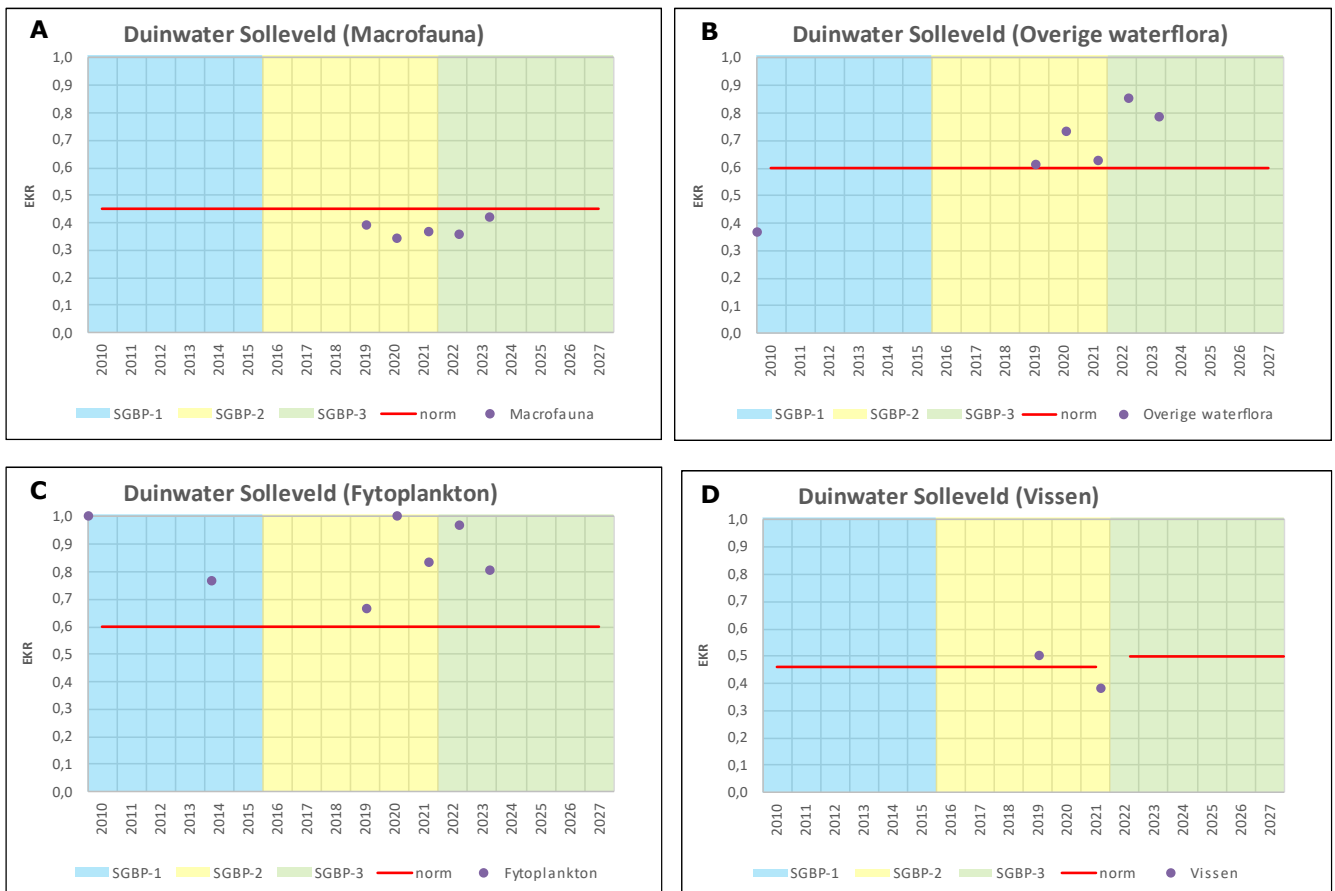 A
Duinwater Solleveld (Macrofauna)
1,0
0,9
0,8
0,7
0,6
0,5
0,4
0,3
0,2
0,1
0,0
EKR
2010 2011 2012 2013 2014 2015 2016 2017 2018 2019 2020 2021 2022 2023 2024 2025 2026 2027
SGBP-1 SGBP-2 SGBP-3 norm Macrofauna
B
Duinwater Solleveld (Overige waterflora)
1,0
0,9
0,8
0,7
0,6
0,5
0,4
0,3
0,2
0,1
0,0
EKR
2010 2011 2012 2013 2014 2015 2016 2017 2018 2019 2020 2021 2022 2023 2024 2025 2026 2027
SGBP-1 SGBP-2 SGBP-3 norm Overige waterflora
C
Duinwater Solleveld (Fytoplankton)
1,0
0,9
0,8
0,7
0,6
0,5
0,4
0,3
0,2
0,1
0,0
EKR
2010 2011 2012 2013 2014 2015 2016 2017 2018 2019 2020 2021 2022 2023 2024 2025 2026 2027
SGBP-1 SGBP-2 SGBP-3 norm Fytoplankton
D
Duinwater Solleveld (Vissen)
1,0
0,9
0,8
0,7
0,6
0,5
0,4
0,3
0,2
0,1
0,0
EKR
2010 2011 2012 2013 2014 2015 2016 2017 2018 2019 2020 2021 2022 2023 2024 2025 2026 2027
SGBP-1 SGBP-2 SGBP-3 norm Vissen